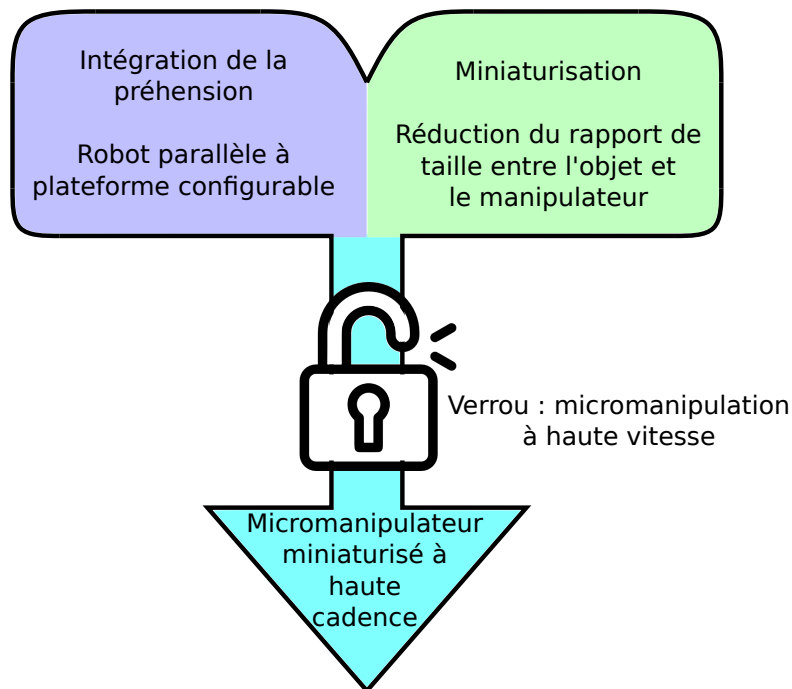 Intégration de la
préhension
Robot parallèle à
plateforme configurable
Miniaturisation
Réduction du rapport de
taille entre l'objet et
le manipulateur
Verrou : micromanipulation
à haute vitesse
Micromanipulateur
miniaturisé à
haute
cadence